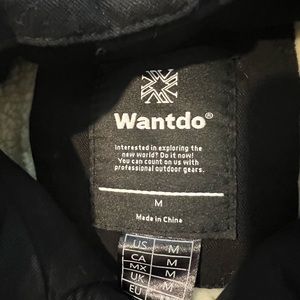 Wantdo®
Interested in exploring the
new world? Do it now!
You can count on us with
professional outdoor gears.
M
Made in China
US M
CA M
MX M
UK M
EU